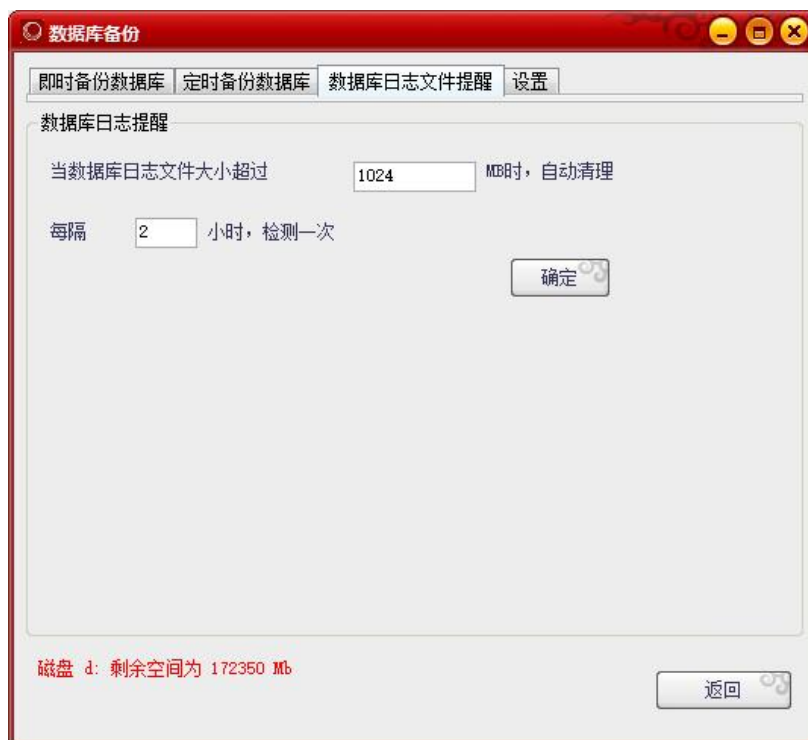 数据库备份
即时备份数据库 定时备份数据库 数据库日志文件提醒 设置
数据库日志提醒
当数据库日志文件大小超过 1024 MB时，自动清理
每隔 2 小时，检测一次
确定
磁盘 d: 剩余空间为 172350 Mb
返回